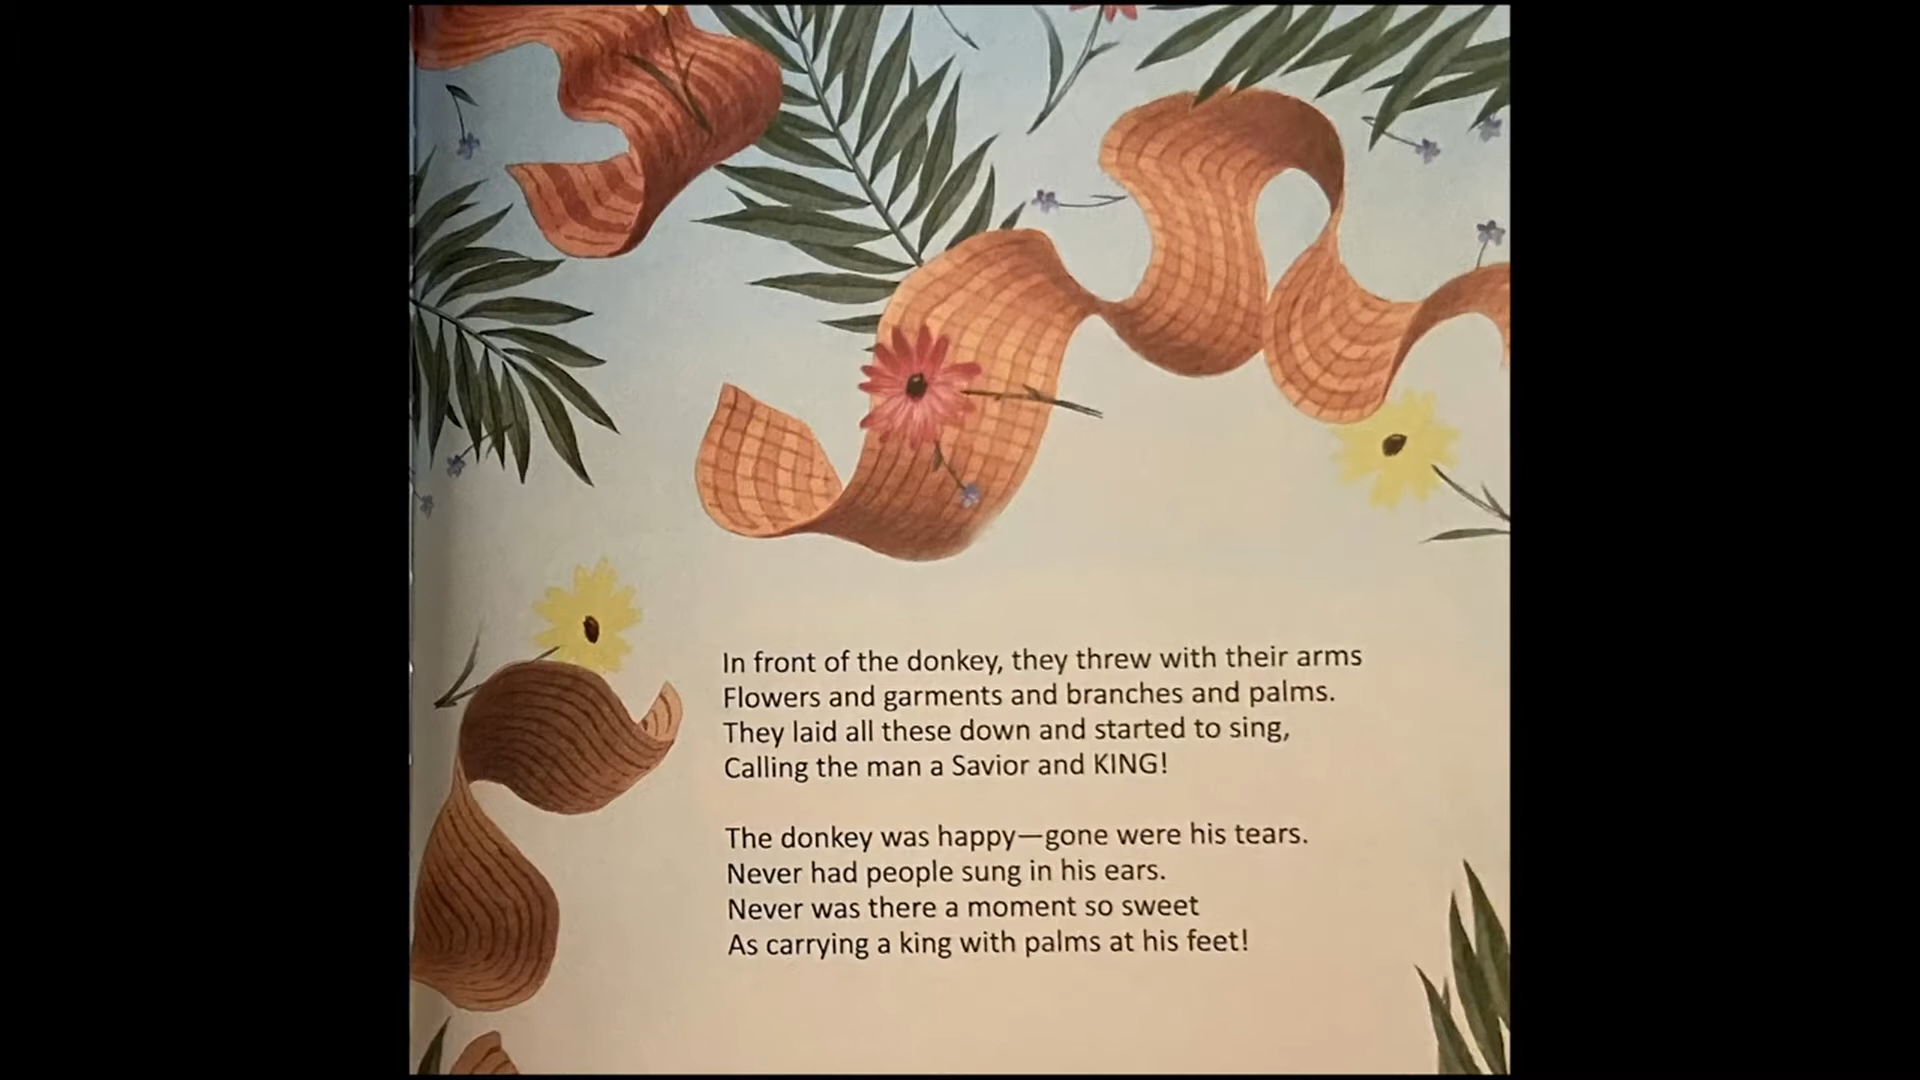 In front of the donkey, they threw with their arms
Flowers and garments and branches and palms.
They laid all these down and started to sing,
Calling the man a Savior and KING!
The donkey was happy—gone were his tears.
Never had people sung in his ears.
Never was there a moment so sweet
As carrying a king with palms at his feet!